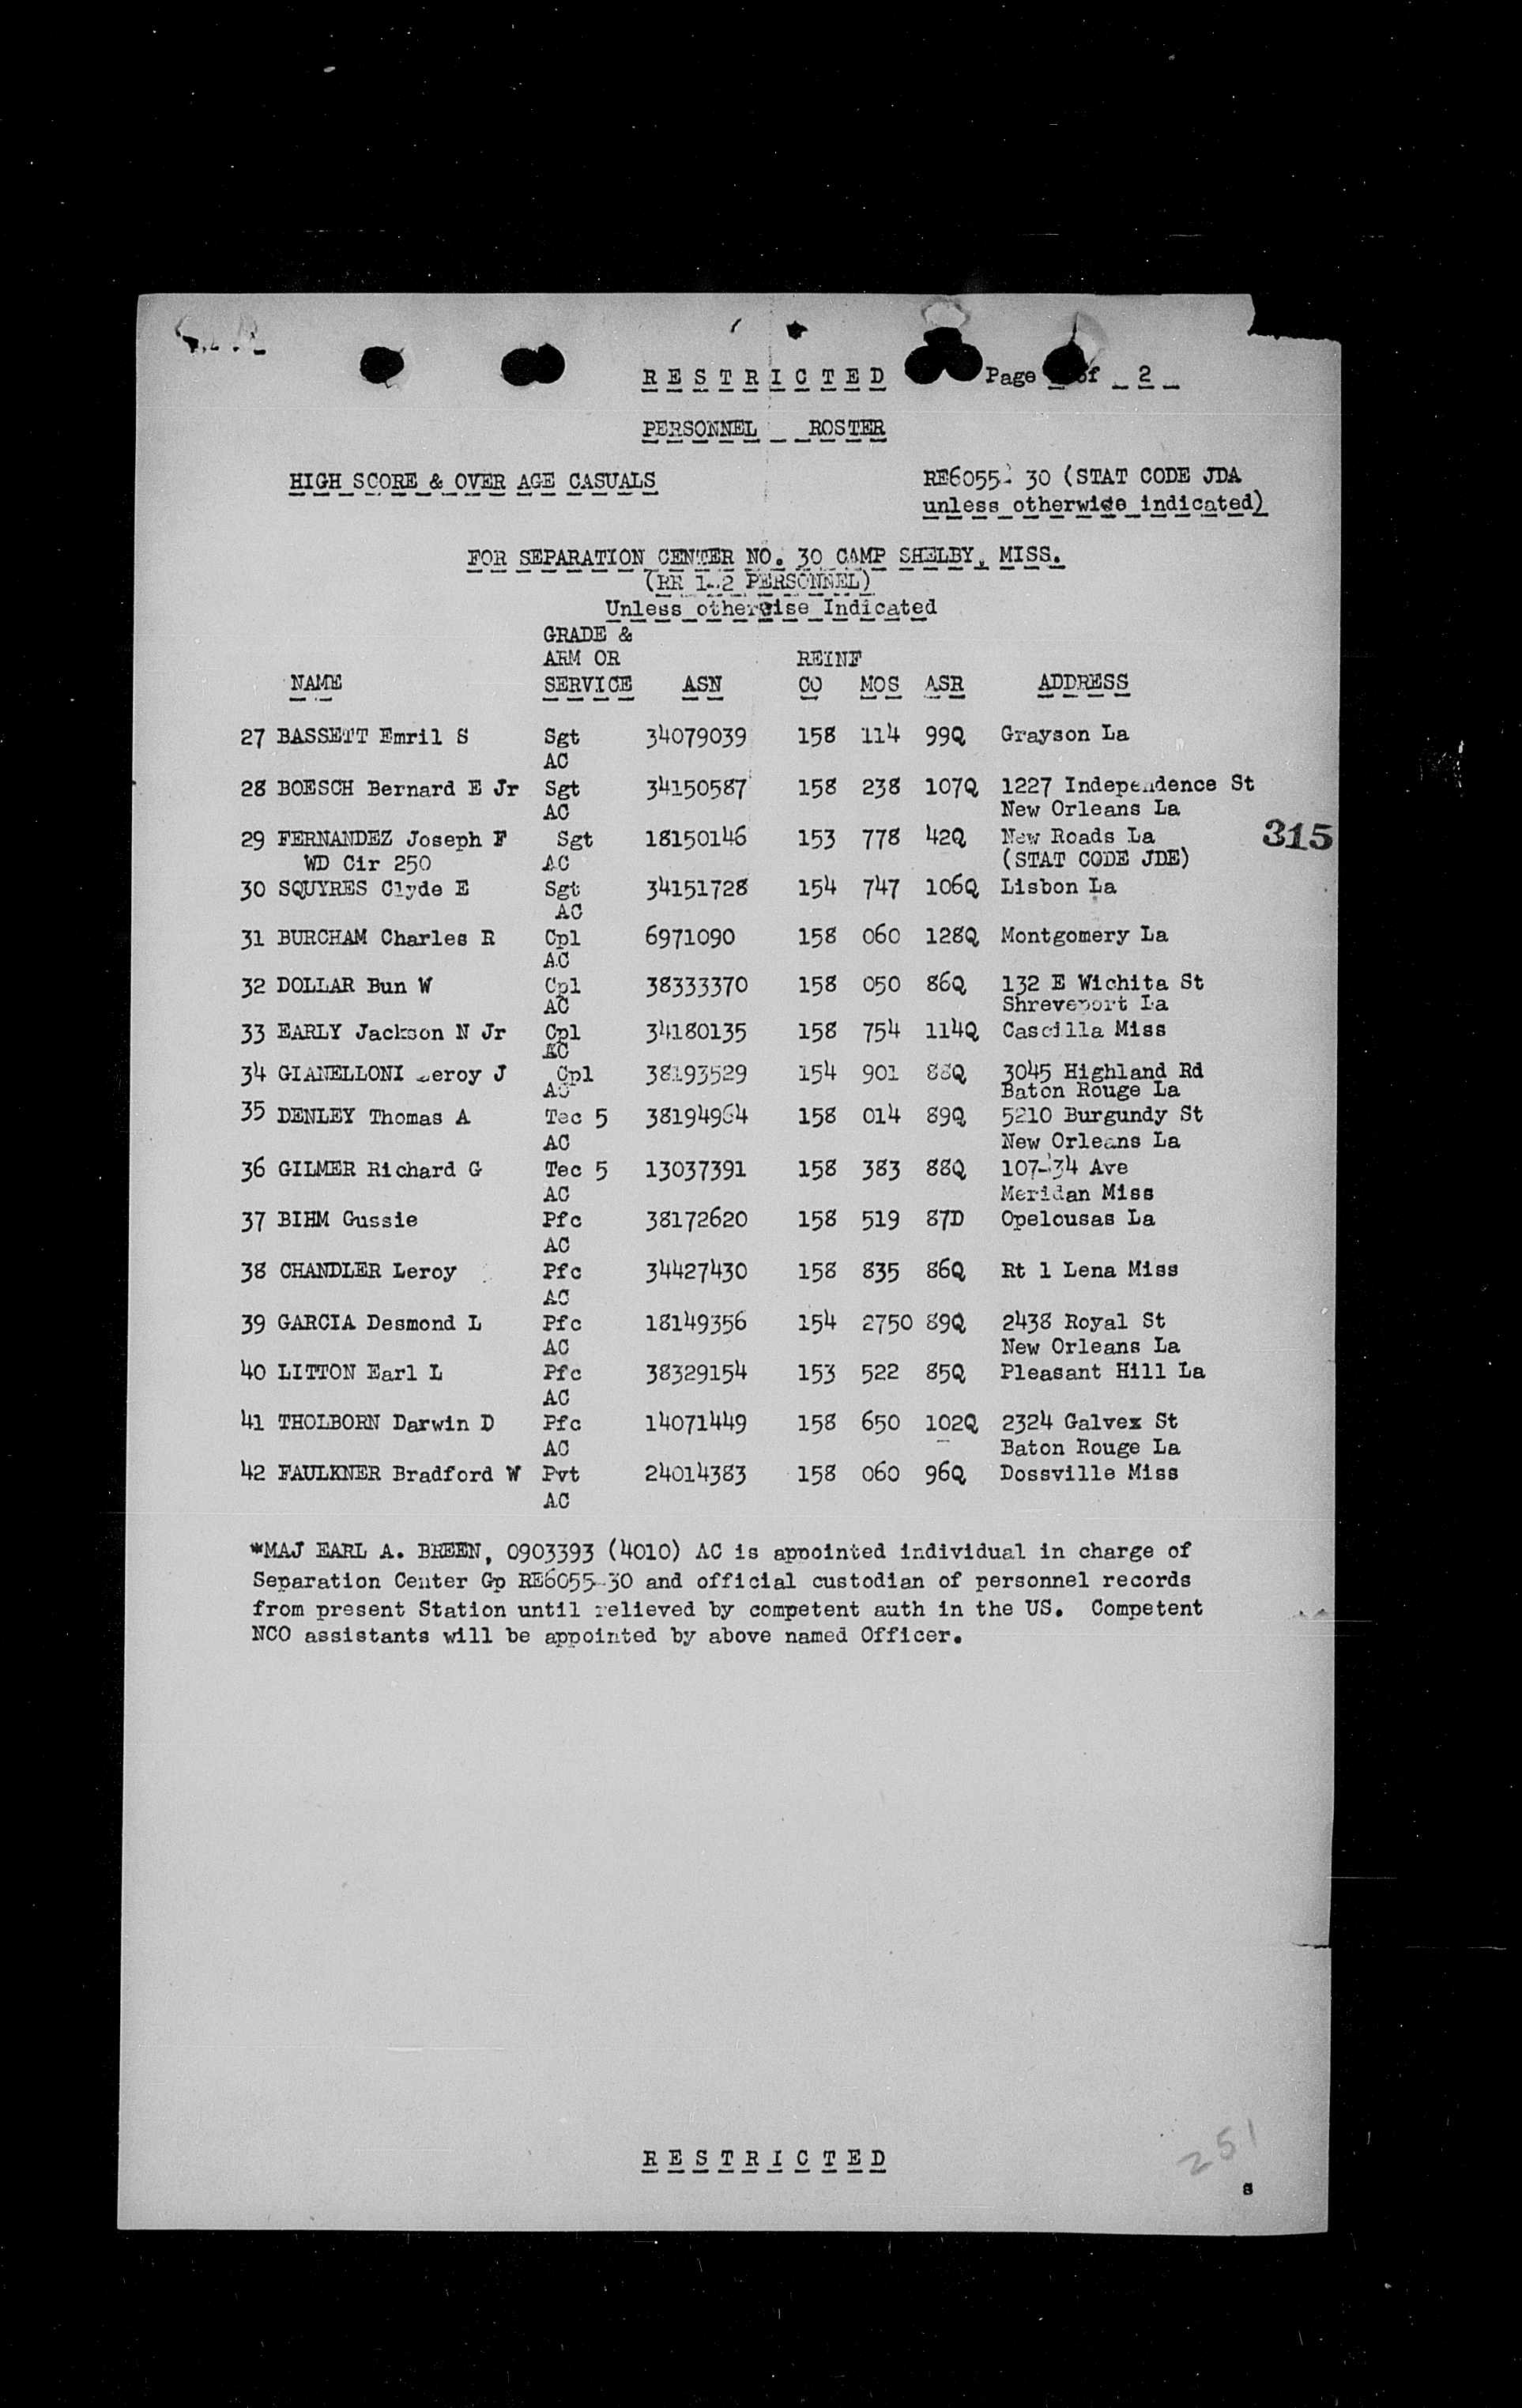 RESTRICTED Page of 2
PERSONNEL ROSTER
HIGH SCORE & OVER AGE CASUALS RE6055- 30 (STAT CODE JDA
unless otherwise indicated)
FOR SEPARATION CENTER NO. 30 CAMP SHELBY, MISS.
(RR 1-2 PERSONNEL)
Unless otherwise Indicated
GRADE &
ARM OR REINF
NAME SERVICE ASN CO MOS ASR ADDRESS
27 BASSETT Emril S Sgt 34079039 158 114 99Q Grayson La
AC
28 BOESCH Bernard E Jr Sgt 34150587 158 238 107Q 1227 Independence St
AC New Orleans La
29 FERNANDEZ Joseph F Sgt 18150146 153 778 42Q New Roads La 315
WD Cir 250 AC (STAT CODE JDE)
30 SQUYRES Clyde E Sgt 34151728 154 747 106Q Lisbon La
AC
31 BURCHAM Charles R Cpl 6971090 158 060 128Q Montgomery La
AC
32 DOLLAR Bun W Cpl 38333370 158 050 86Q 132 E Wichita St
AC Shreveport La
33 EARLY Jackson N Jr Cpl 34180135 158 754 114Q Cascilla Miss
AC
34 GIANELLONI Leroy J Cpl 38193529 154 901 88Q 3045 Highland Rd
AC Baton Rouge La
35 DENLEY Thomas A Tec 5 38194964 158 014 89Q 5210 Burgundy St
AC New Orleans La
36 GILMER Richard G Tec 5 13037391 158 383 88Q 107-34 Ave
AC Meridan Miss
37 BIHM Gussie Pfc 38172620 158 519 87D Opelousas La
AC
38 CHANDLER Leroy Pfc 34427430 158 835 86Q Rt 1 Lena Miss
AC
39 GARCIA Desmond L Pfc 18149356 154 2750 89Q 2438 Royal St
AC New Orleans La
40 LITTON Earl L Pfc 38329154 153 522 85Q Pleasant Hill La
AC
41 THOLBORN Darwin D Pfc 14071449 158 650 102Q 2324 Galvex St
AC Baton Rouge La
42 FAULKNER Bradford W Pvt 24014383 158 060 96Q Dossville Miss
AC
*MAJ EARL A. BREEN, 0903393 (4010) AC is appointed individual in charge of
Separation Center Gp RE6055-30 and official custodian of personnel records
from present Station until relieved by competent auth in the US. Competent
NCO assistants will be appointed by above named Officer.
RESTRICTED
251
s